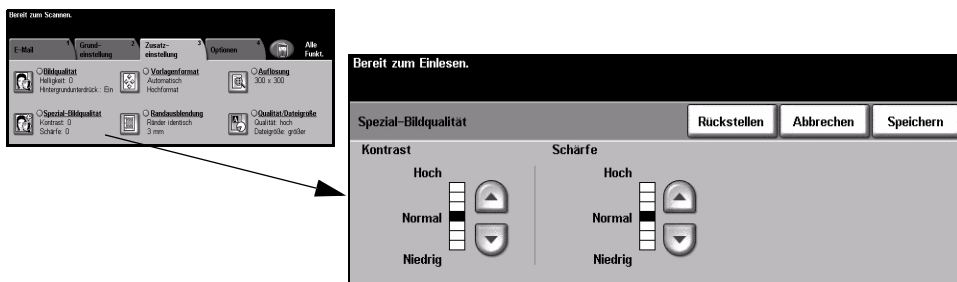 Bereit zum Scannen.
E-Mail 1
Grund-
einstellung 2
Zusatz-
einstellung 3
Optionen 4
Alle
Funkt.
Bildqualität
Helligkeit: 0
Hintergrundunterdrück.: Ein
Vorlagenformat
Automatisch
Hochformat
Auflösung
300 x 300
Spezial-Bildqualität
Kontrast: 0
Schärfe: 0
Randausblendung
Ränder identisch
3 mm
Qualität/Dateigröße
Qualität: hoch
Dateigröße: größer
Bereit zum Einlesen.
Spezial-Bildqualität
Rückstellen
Abbrechen
Speichern
Kontrast
Hoch
Normal
Niedrig
Schärfe
Hoch
Normal
Niedrig